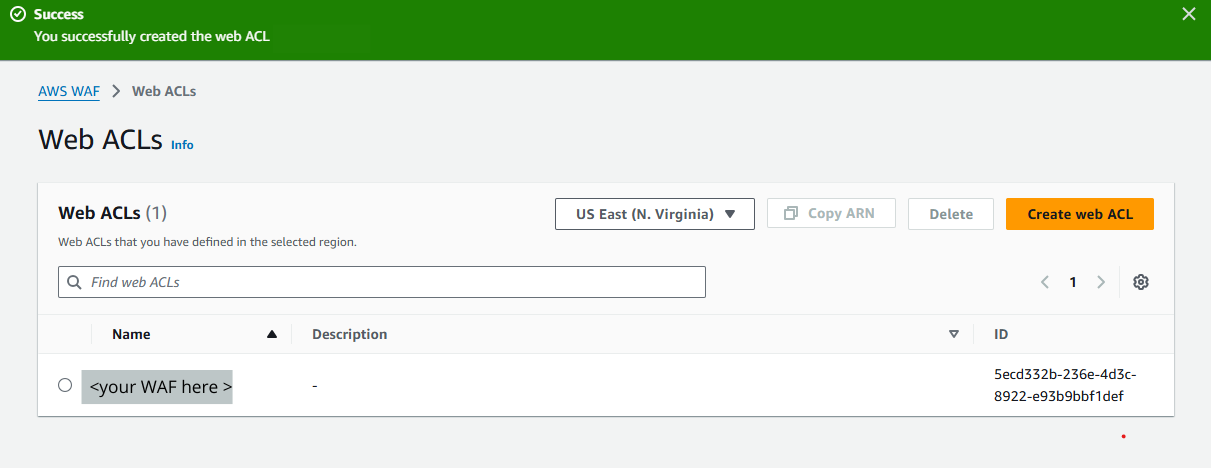 Success
You successfully created the web ACL
AWS WAF > Web ACLs
Web ACLs Info
Web ACLs (1)
US East (N. Virginia)
Copy ARN
Delete
Create web ACL
Web ACLs that you have defined in the selected region.
Find web ACLs
1
Name
Description
ID
<your WAF here >
-
5ecd332b-236e-4d3c-
8922-e93b9bbf1def